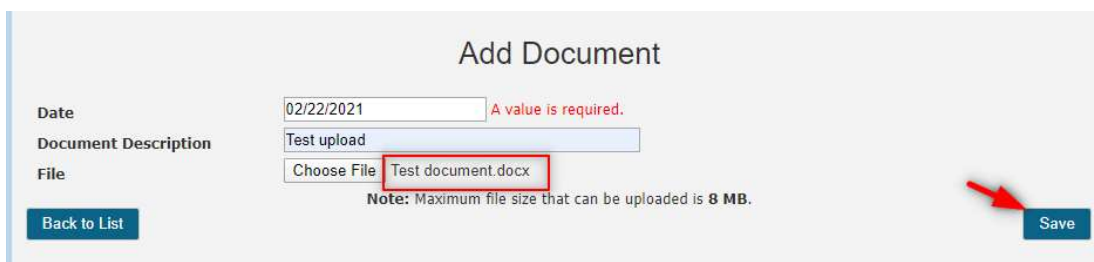 Add Document
Date 02/22/2021 A value is required.
Document Description Test upload
File Choose File Test document.docx
Note: Maximum file size that can be uploaded is 8 MB.
Back to List Save